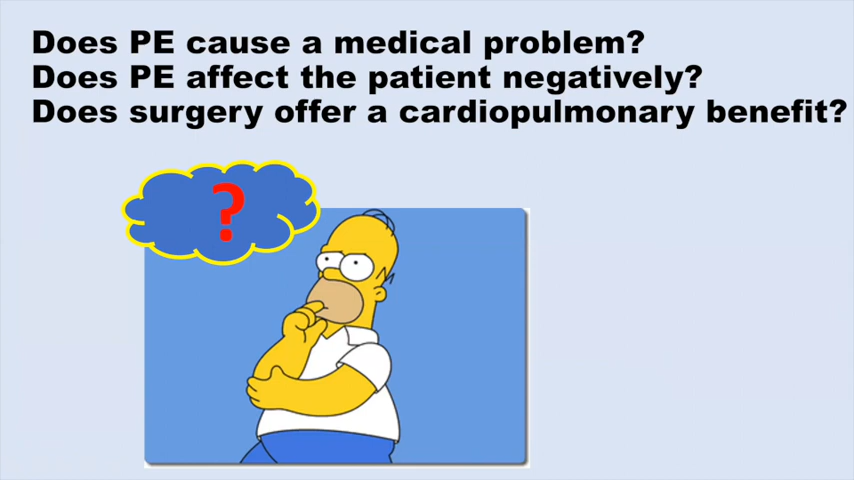 Does PE cause a medical problem?
Does PE affect the patient negatively?
Does surgery offer a cardiopulmonary benefit?
?